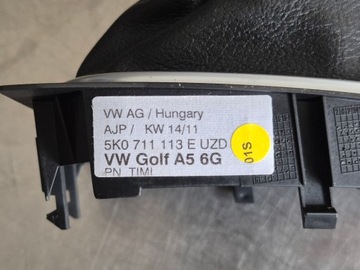 VW AG / Hungary
AJP / KW 14/11
5K0 711 113 E UZD
VW Golf A5 6G
PN TIMI
01S